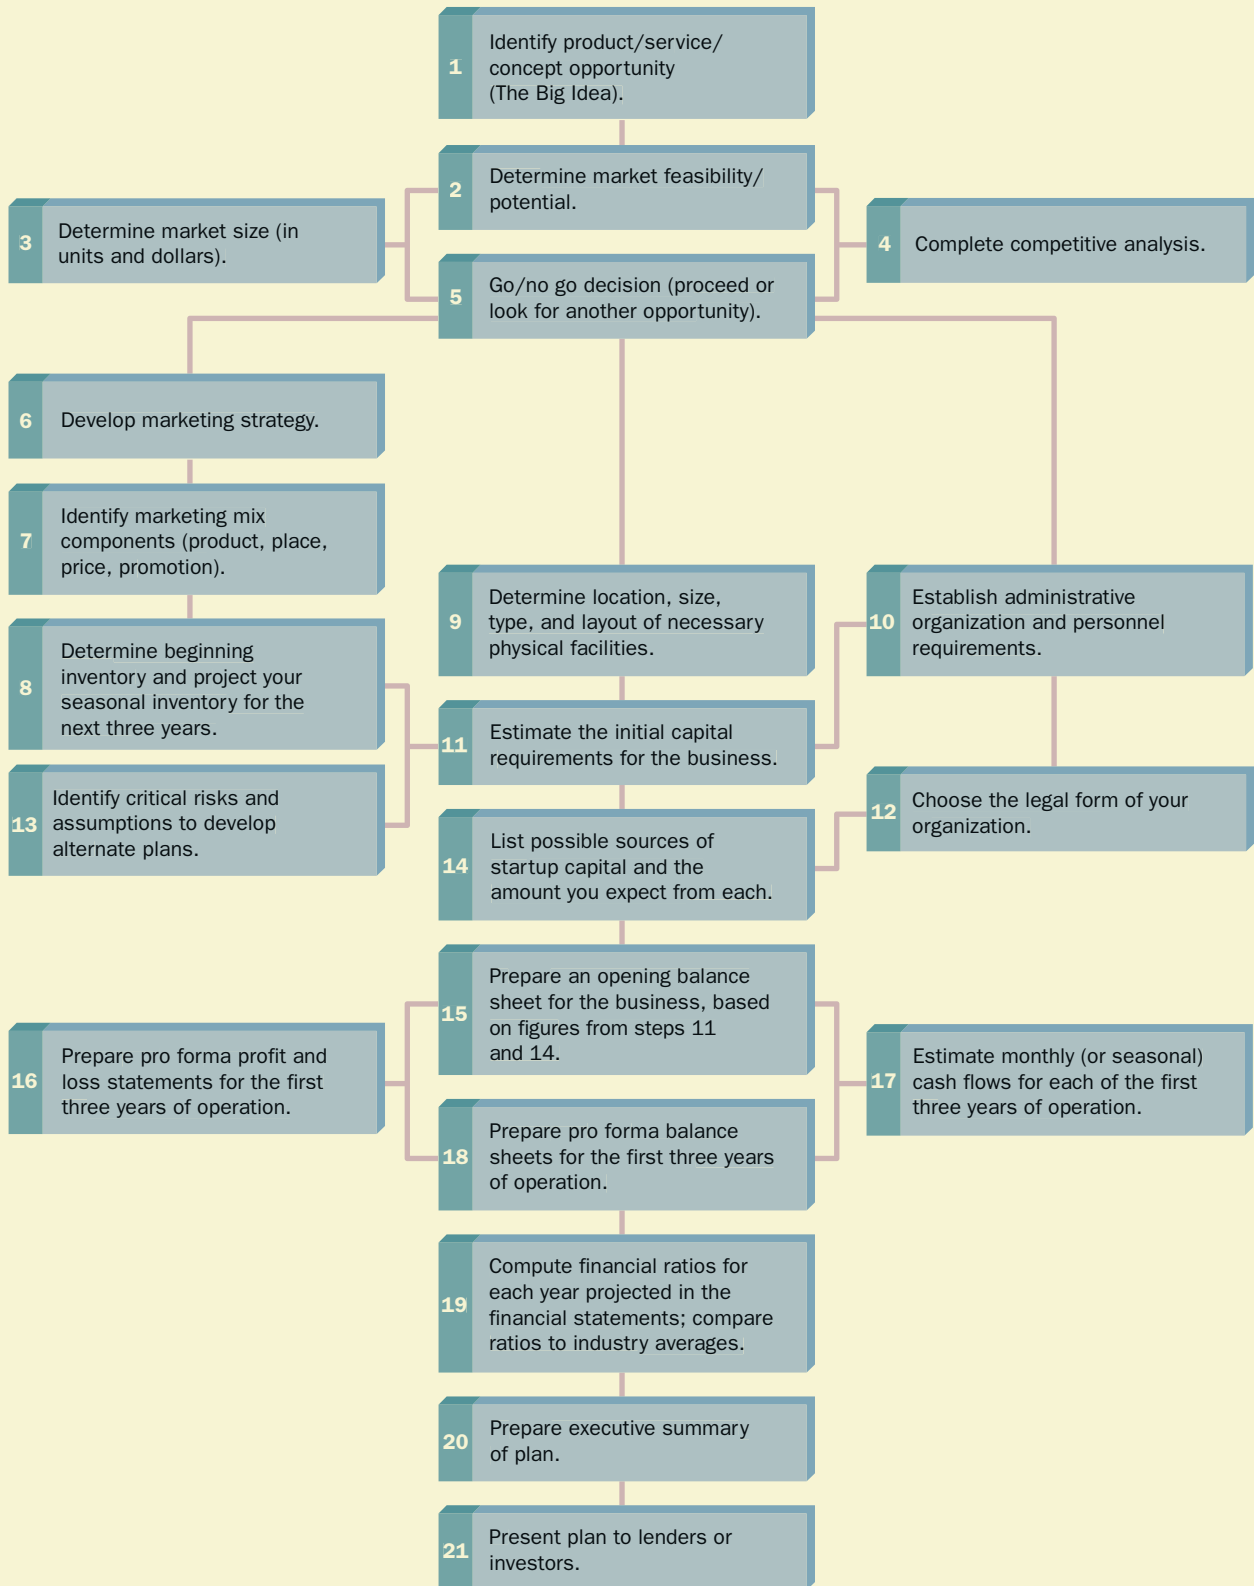 1
Identify product/service/
concept opportunity
(The Big Idea).
2
Determine market feasibility/
potential.
3
Determine market size (in
units and dollars).
4
Complete competitive analysis.
5
Go/no go decision (proceed or
look for another opportunity).
6
Develop marketing strategy.
7
Identify marketing mix
components (product, place,
price, promotion).
8
Determine beginning
inventory and project your
seasonal inventory for the
next three years.
9
Determine location, size,
type, and layout of necessary
physical facilities.
10
Establish administrative
organization and personnel
requirements.
11
Estimate the initial capital
requirements for the business.
12
Choose the legal form of your
organization.
13
Identify critical risks and
assumptions to develop
alternate plans.
14
List possible sources of
startup capital and the
amount you expect from each.
15
Prepare an opening balance
sheet for the business, based
on figures from steps 11
and 14.
16
Prepare pro forma profit and
loss statements for the first
three years of operation.
17
Estimate monthly (or seasonal)
cash flows for each of the first
three years of operation.
18
Prepare pro forma balance
sheets for the first three years
of operation.
19
Compute financial ratios for
each year projected in the
financial statements; compare
ratios to industry averages.
20
Prepare executive summary
of plan.
21
Present plan to lenders or
investors.